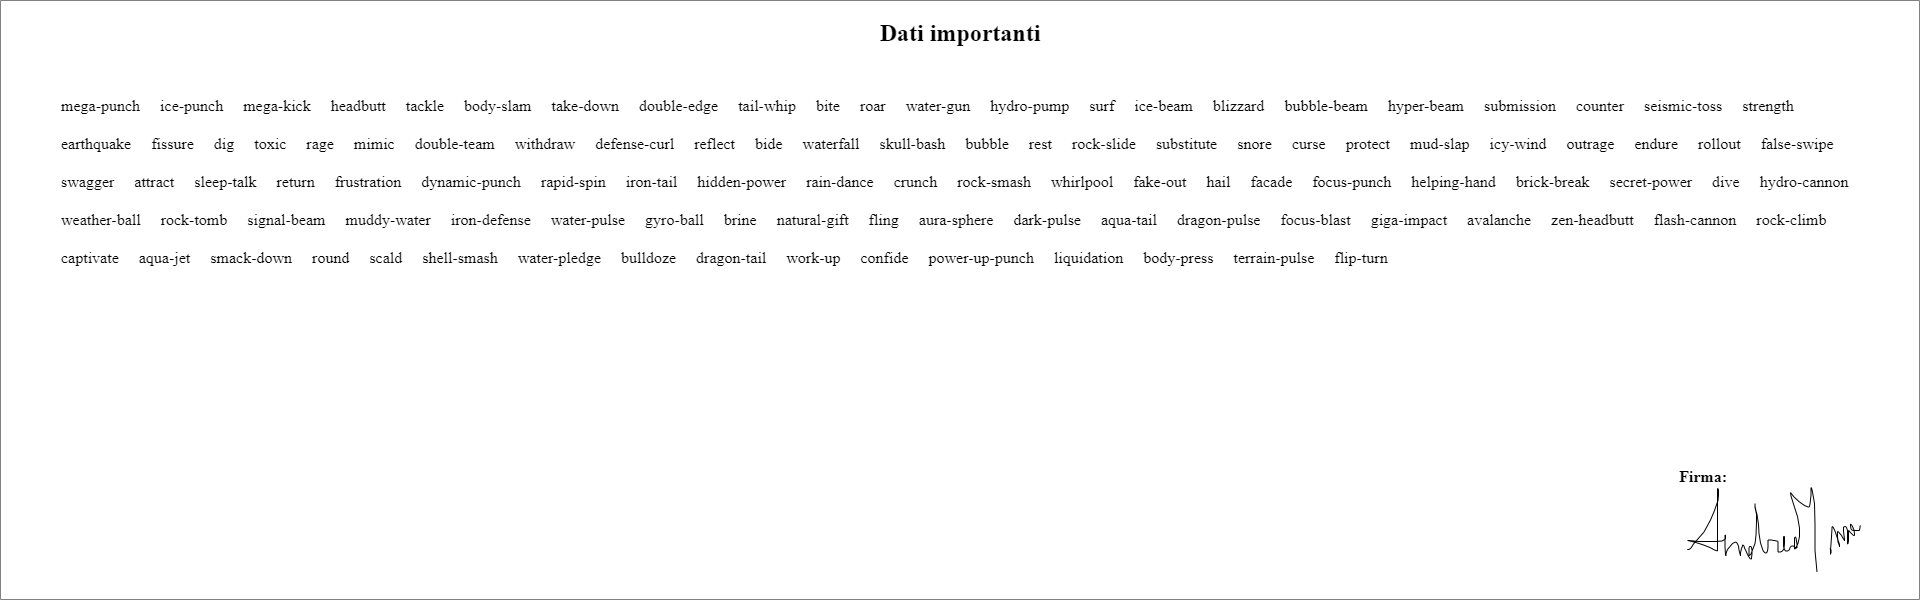 Dati importanti
mega-punch ice-punch mega-kick headbutt tackle body-slam take-down double-edge tail-whip bite roar water-gun hydro-pump surf ice-beam blizzard bubble-beam hyper-beam submission counter seismic-toss strength
earthquake fissure dig toxic rage mimic double-team withdraw defense-curl reflect bide waterfall skull-bash bubble rest rock-slide substitute snore curse protect mud-slap icy-wind outrage endure rollout false-swipe
swagger attract sleep-talk return frustration dynamic-punch rapid-spin iron-tail hidden-power rain-dance crunch rock-smash whirlpool fake-out hail facade focus-punch helping-hand brick-break secret-power dive hydro-cannon
weather-ball rock-tomb signal-beam muddy-water iron-defense water-pulse gyro-ball brine natural-gift fling aura-sphere dark-pulse aqua-tail dragon-pulse focus-blast giga-impact avalanche zen-headbutt flash-cannon rock-climb
captivate aqua-jet smack-down round scald shell-smash water-pledge bulldoze dragon-tail work-up confide power-up-punch liquidation body-press terrain-pulse flip-turn
Firma: